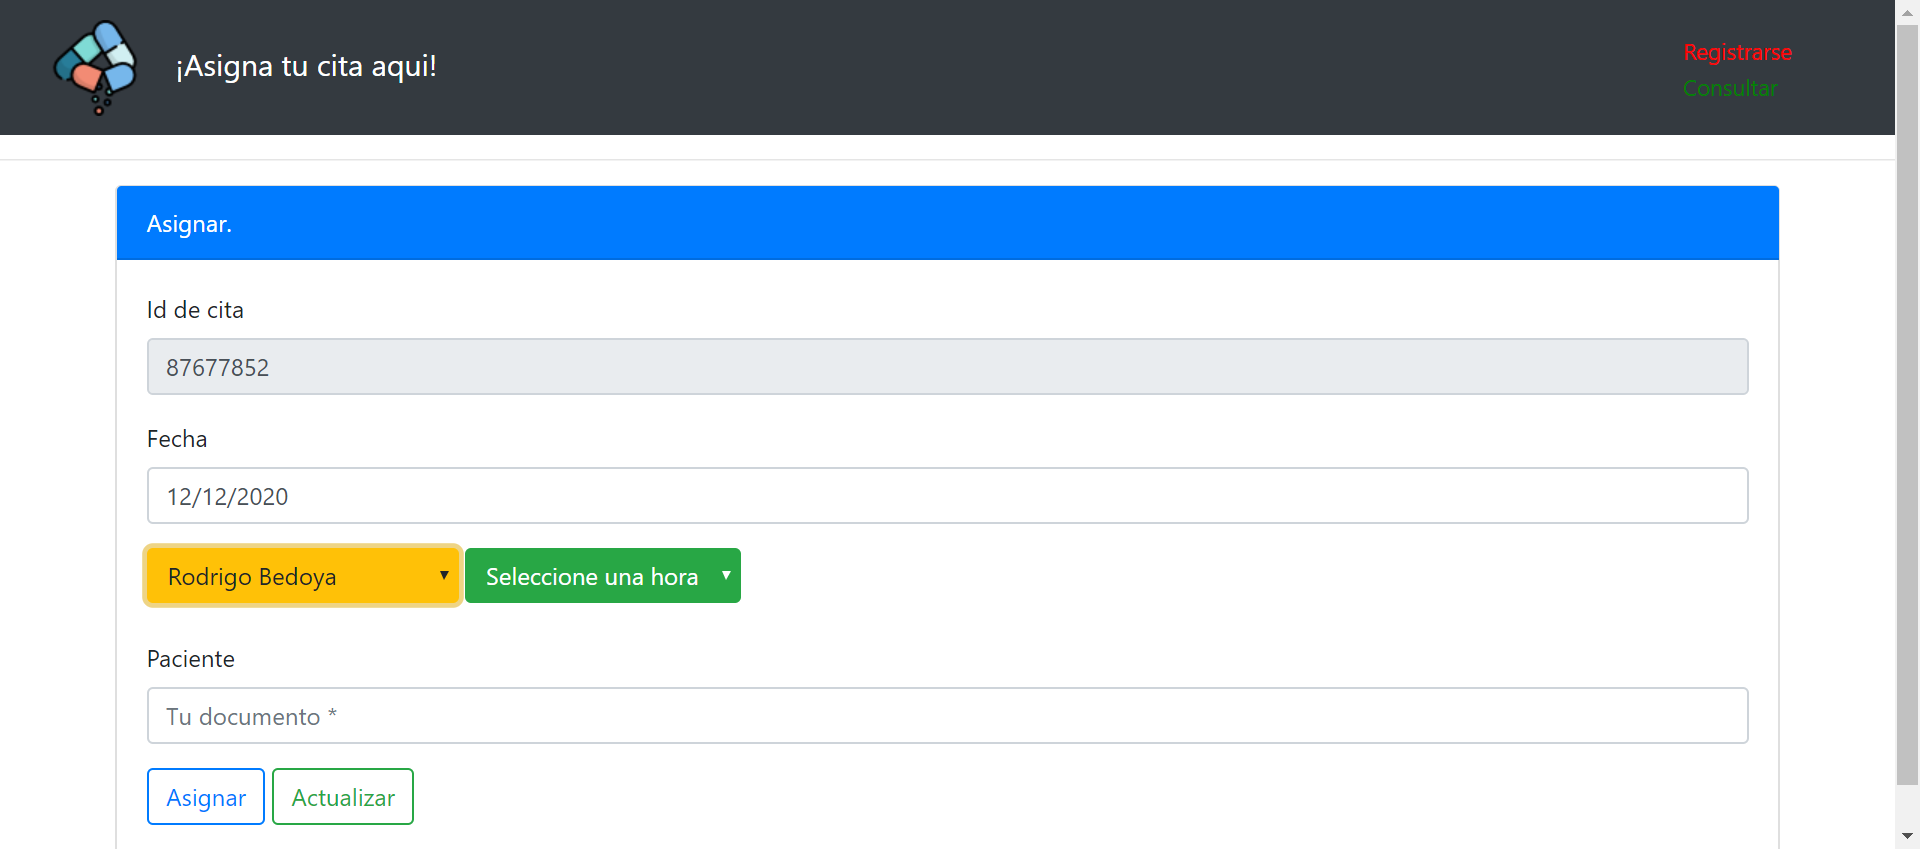 ¡Asigna tu cita aqui!
Registrarse
Consultar
Asignar.
Id de cita
87677852
Fecha
12/12/2020
Rodrigo Bedoya
Seleccione una hora
Paciente
Tu documento *
Asignar
Actualizar